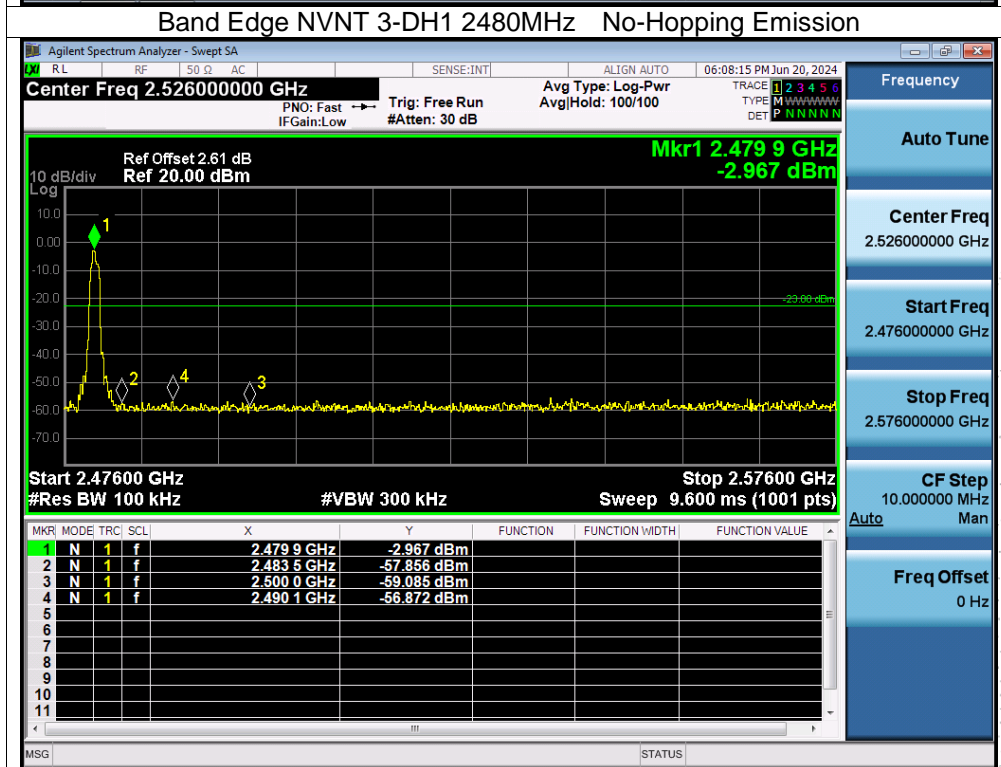 Band Edge NVNT 3-DH1 2480MHz No-Hopping Emission
Agilent Spectrum Analyzer - Swept SA
LXI RL RF 50 Ω AC SENSE:INT ALIGN AUTO 06:08:15 PM Jun 20, 2024
Center Freq 2.526000000 GHz Avg Type: Log-Pwr TRACE 1 2 3 4 5 6
PNO: Fast Trig: Free Run Avg|Hold: 100/100 TYPE M W W W W W
IFGain:Low #Atten: 30 dB DET P N N N N N
Ref Offset 2.61 dB Mkr1 2.479 9 GHz
10 dB/div Ref 20.00 dBm -2.967 dBm
Log
10.0
1
0.00
-10.0
-20.0 -23.00 dBm
-30.0
-40.0
-50.0 2 4 3
-60.0
-70.0
Start 2.47600 GHz Stop 2.57600 GHz
#Res BW 100 kHz #VBW 300 kHz Sweep 9.600 ms (1001 pts)
MKR MODE TRC SCL X Y FUNCTION FUNCTION WIDTH FUNCTION VALUE
1 N 1 f 2.479 9 GHz -2.967 dBm
2 N 1 f 2.483 5 GHz -57.856 dBm
3 N 1 f 2.500 0 GHz -59.085 dBm
4 N 1 f 2.490 1 GHz -56.872 dBm
5
6
7
8
9
10
11
MSG STATUS
Frequency
Auto Tune
Center Freq
2.526000000 GHz
Start Freq
2.476000000 GHz
Stop Freq
2.576000000 GHz
CF Step
10.000000 MHz
Auto Man
Freq Offset
0 Hz